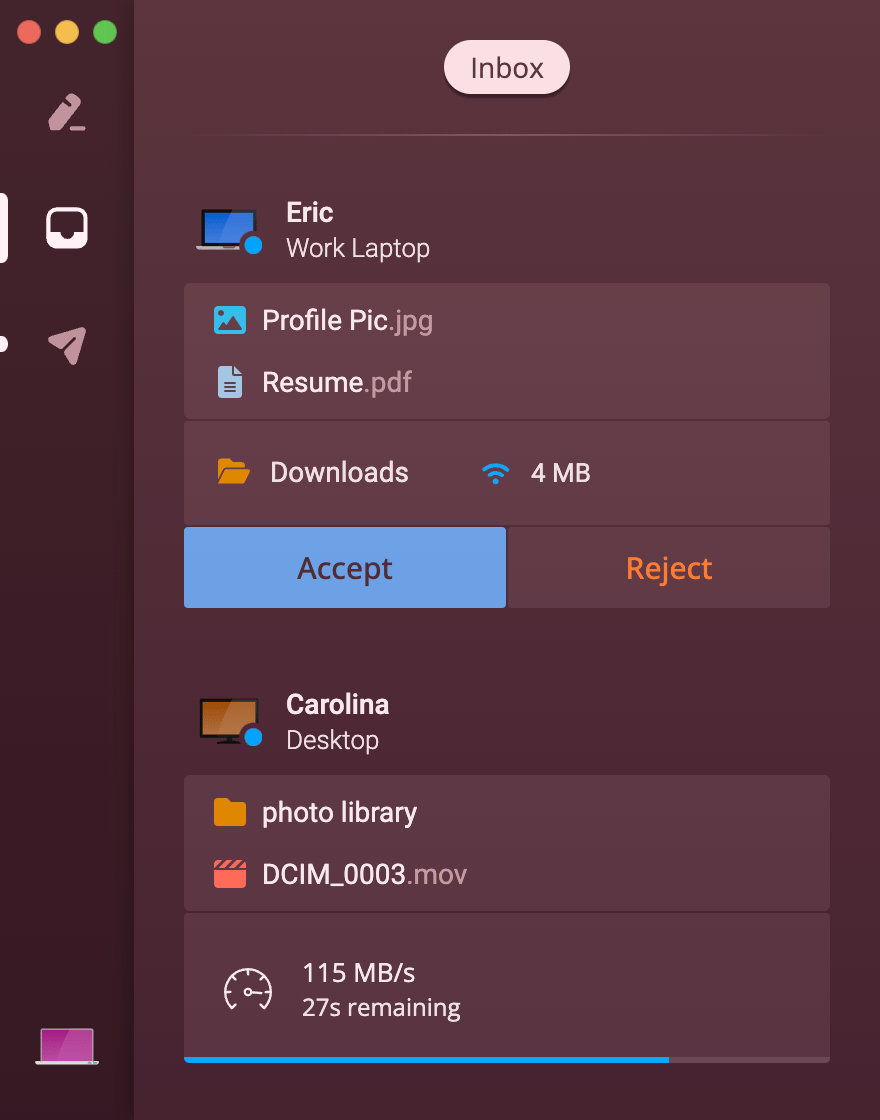 Inbox
Eric
Work Laptop
Profile Pic.jpg
Resume.pdf
Downloads 4 MB
Accept Reject
Carolina
Desktop
photo library
DCIM_0003.mov
115 MB/s
27s remaining